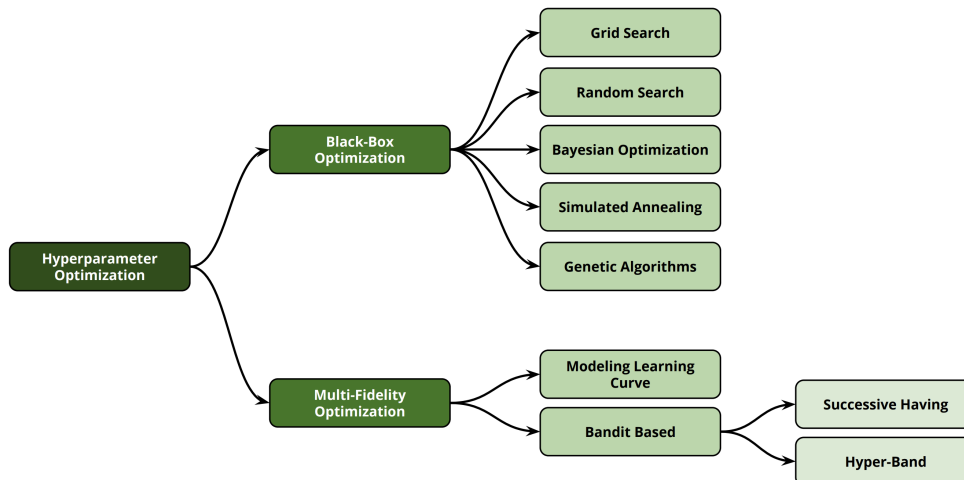 Grid Search
Random Search
Black-Box
Optimization
Bayesian Optimization
Simulated Annealing
Hyperparameter
Optimization
Genetic Algorithms
Modeling Learning
Curve
Multi-Fidelity
Optimization
Successive Having
Bandit Based
Hyper-Band